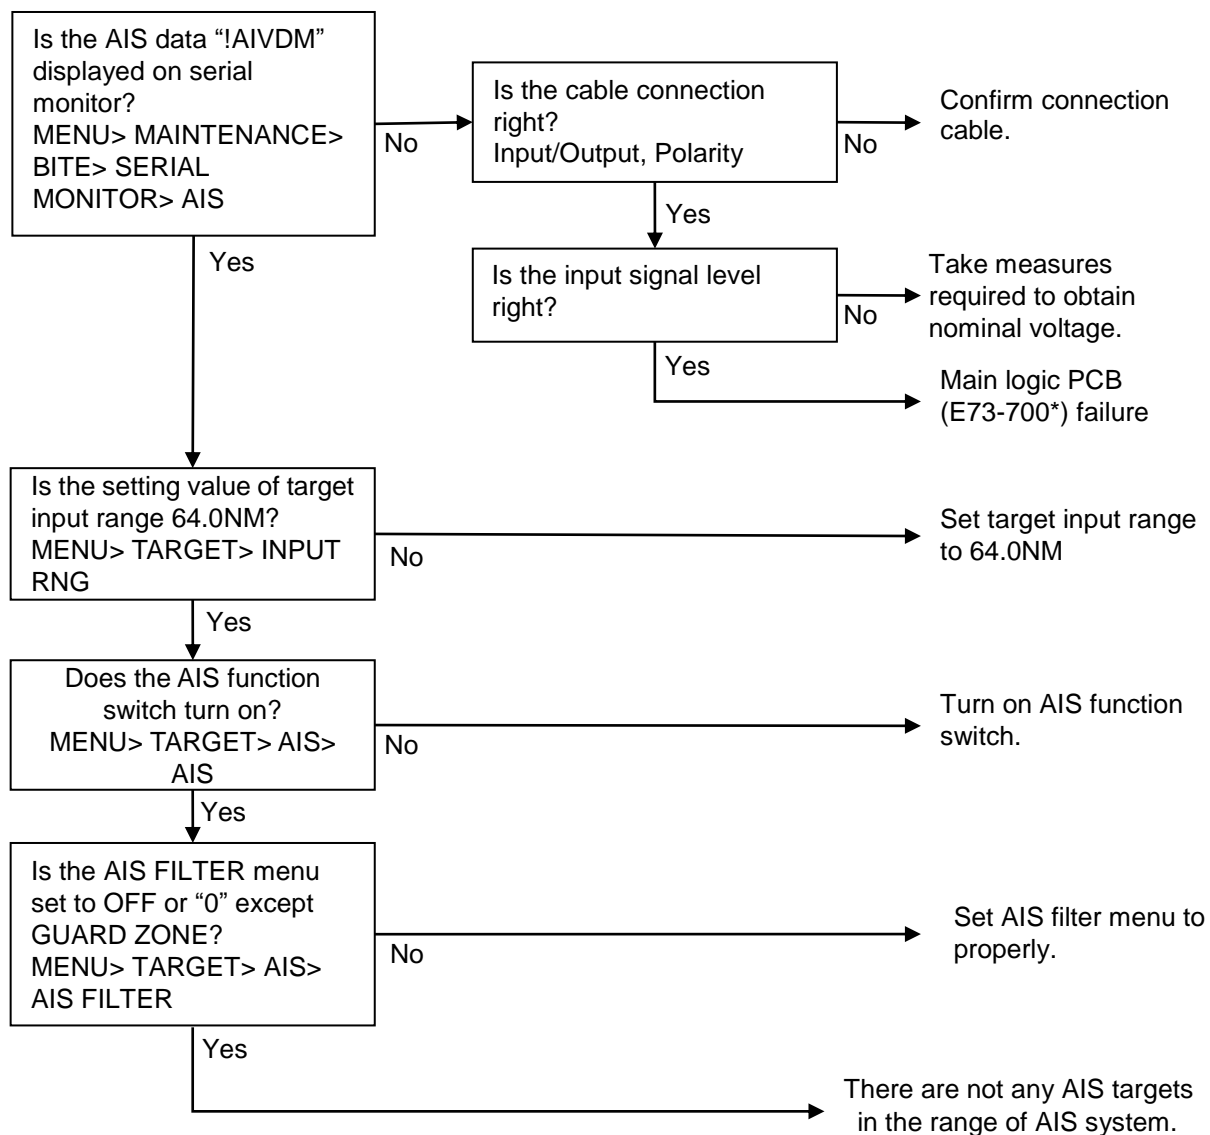 Is the AIS data “!AIVDM”
displayed on serial
monitor?
MENU> MAINTENANCE>
BITE> SERIAL
MONITOR> AIS
No
Is the cable connection
right?
Input/Output, Polarity
No
Confirm connection
cable.
Yes
Yes
Is the input signal level
right?
No
Take measures
required to obtain
nominal voltage.
Yes
Main logic PCB
(E73-700*) failure
Is the setting value of target
input range 64.0NM?
MENU> TARGET> INPUT
RNG
No
Set target input range
to 64.0NM
Yes
Does the AIS function
switch turn on?
MENU> TARGET> AIS>
AIS
No
Turn on AIS function
switch.
Yes
Is the AIS FILTER menu
set to OFF or “0” except
GUARD ZONE?
MENU> TARGET> AIS>
AIS FILTER
No
Set AIS filter menu to
properly.
Yes
There are not any AIS targets
in the range of AIS system.